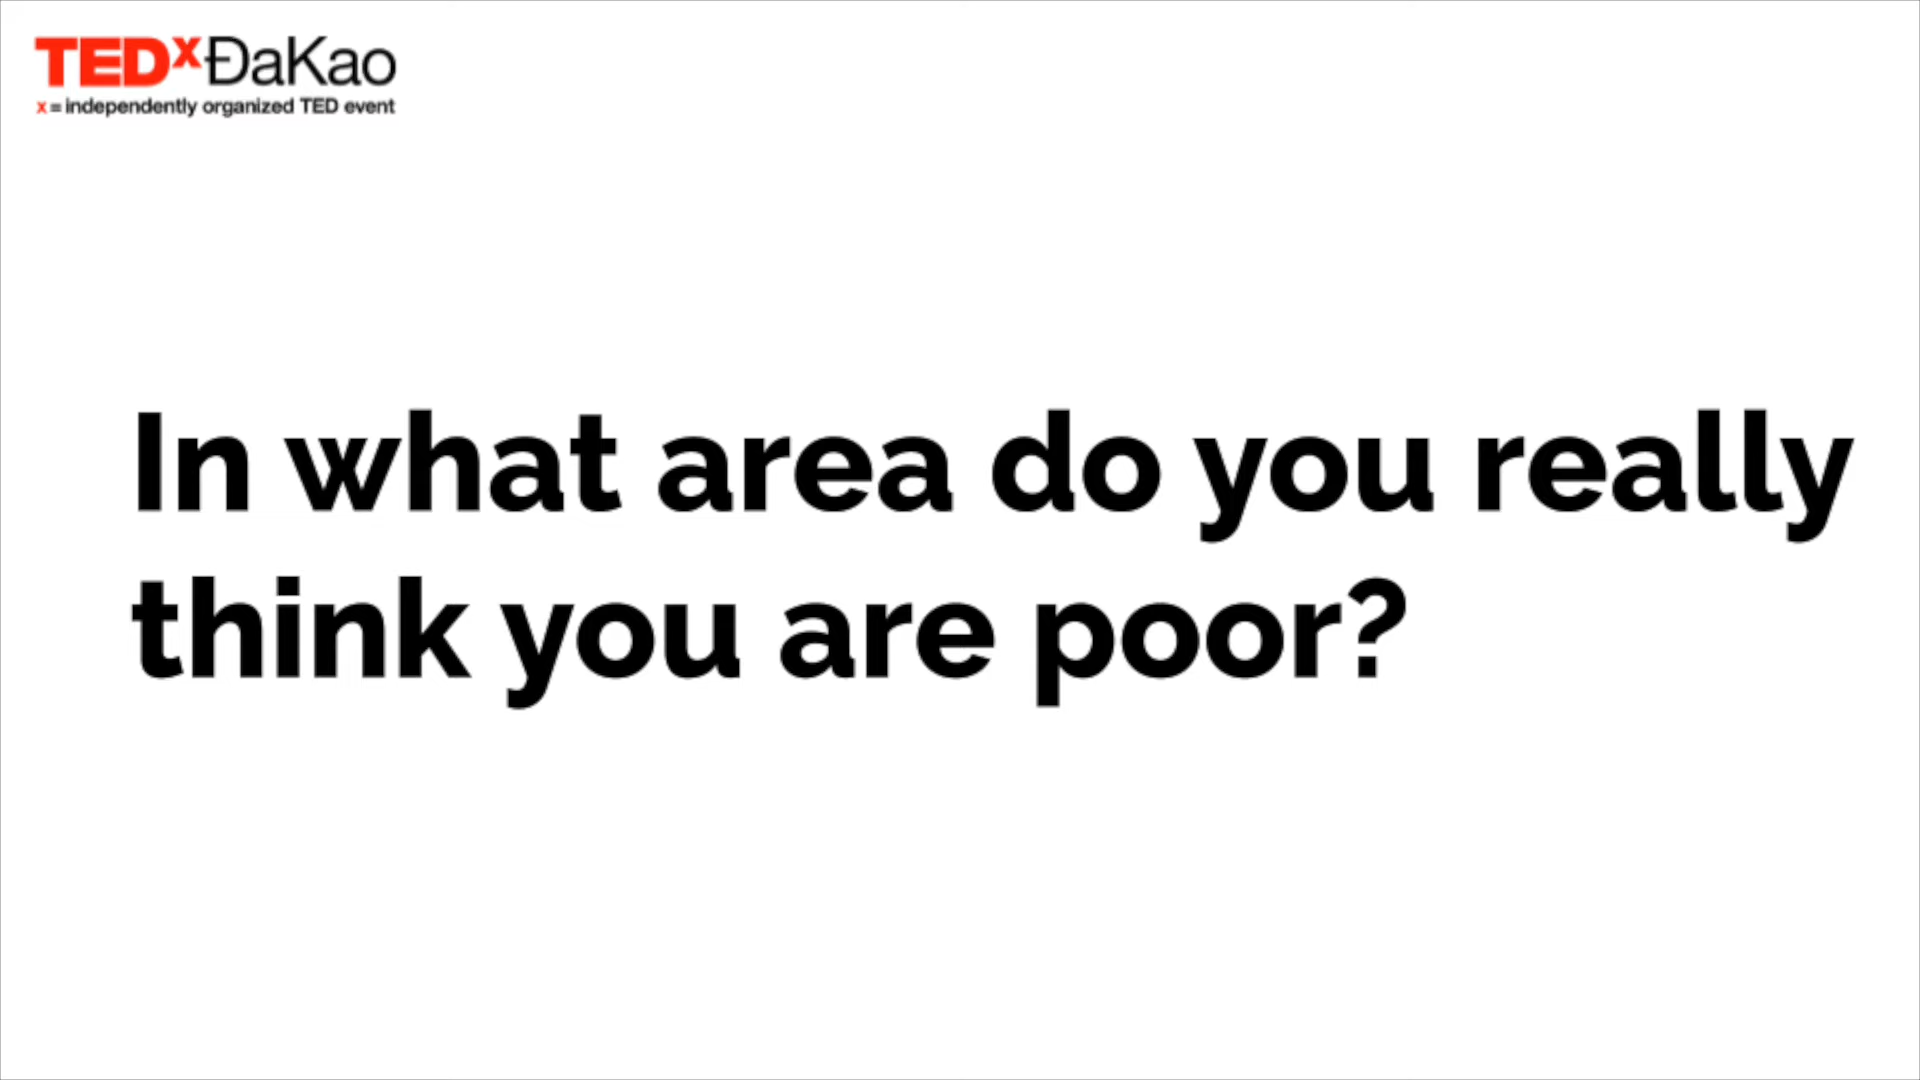 TEDxĐaKao
x = independently organized TED event
In what area do you really
think you are poor?